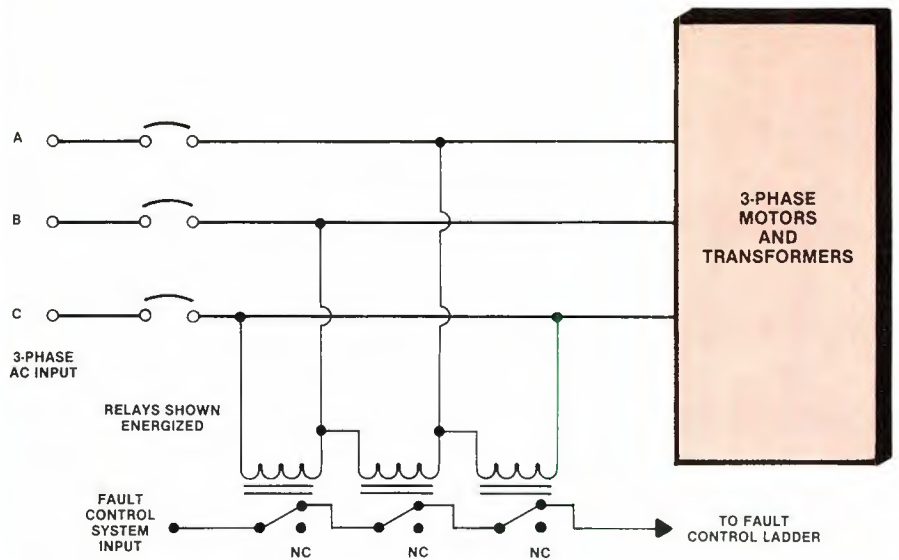 A
B
C
3-PHASE
AC INPUT
3-PHASE
MOTORS
AND
TRANSFORMERS
RELAYS SHOWN
ENERGIZED
FAULT
CONTROL
SYSTEM
INPUT
NC
NC
NC
TO FAULT
CONTROL LADDER